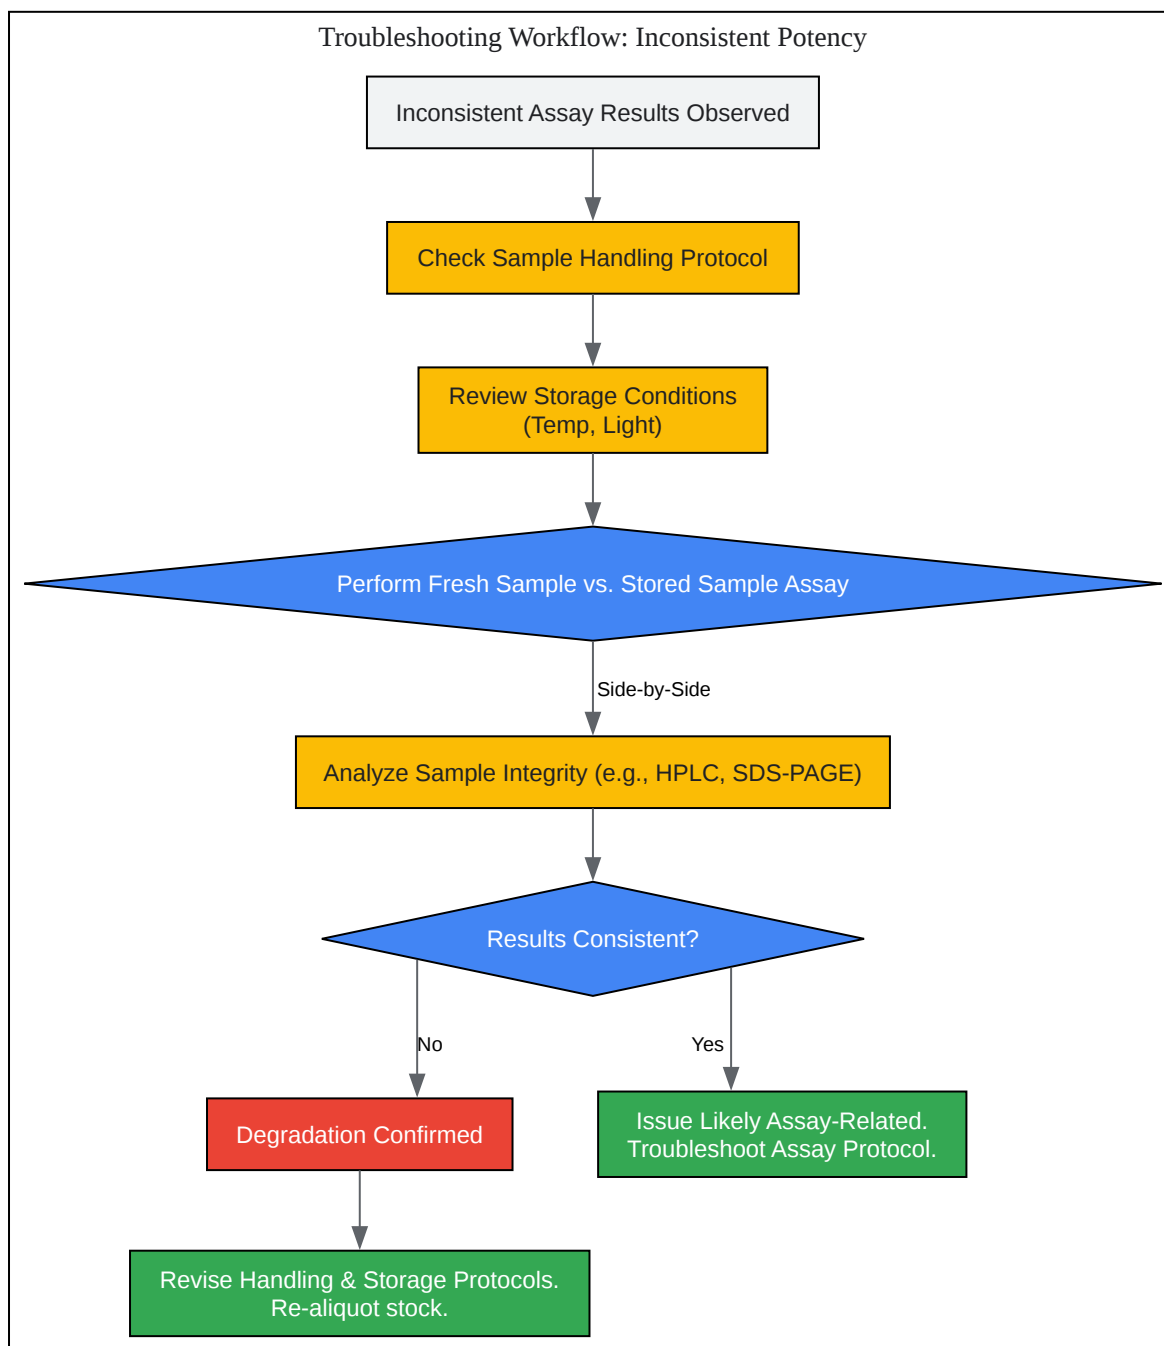 Troubleshooting Workflow: Inconsistent Potency
Inconsistent Assay Results Observed
Check Sample Handling Protocol
Review Storage Conditions
(Temp, Light)
Perform Fresh Sample vs. Stored Sample Assay
Side-by-Side
Analyze Sample Integrity (e.g., HPLC, SDS-PAGE)
Results Consistent?
No
Yes
Degradation Confirmed
Issue Likely Assay-Related.
Troubleshoot Assay Protocol.
Revise Handling & Storage Protocols.
Re-aliquot stock.